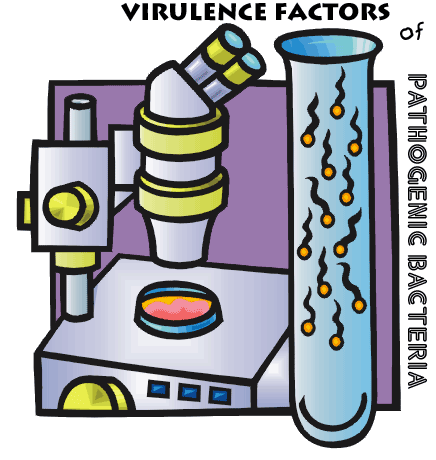 VIRULENCE FACTORS
of
PATHOGENIC BACTERIA